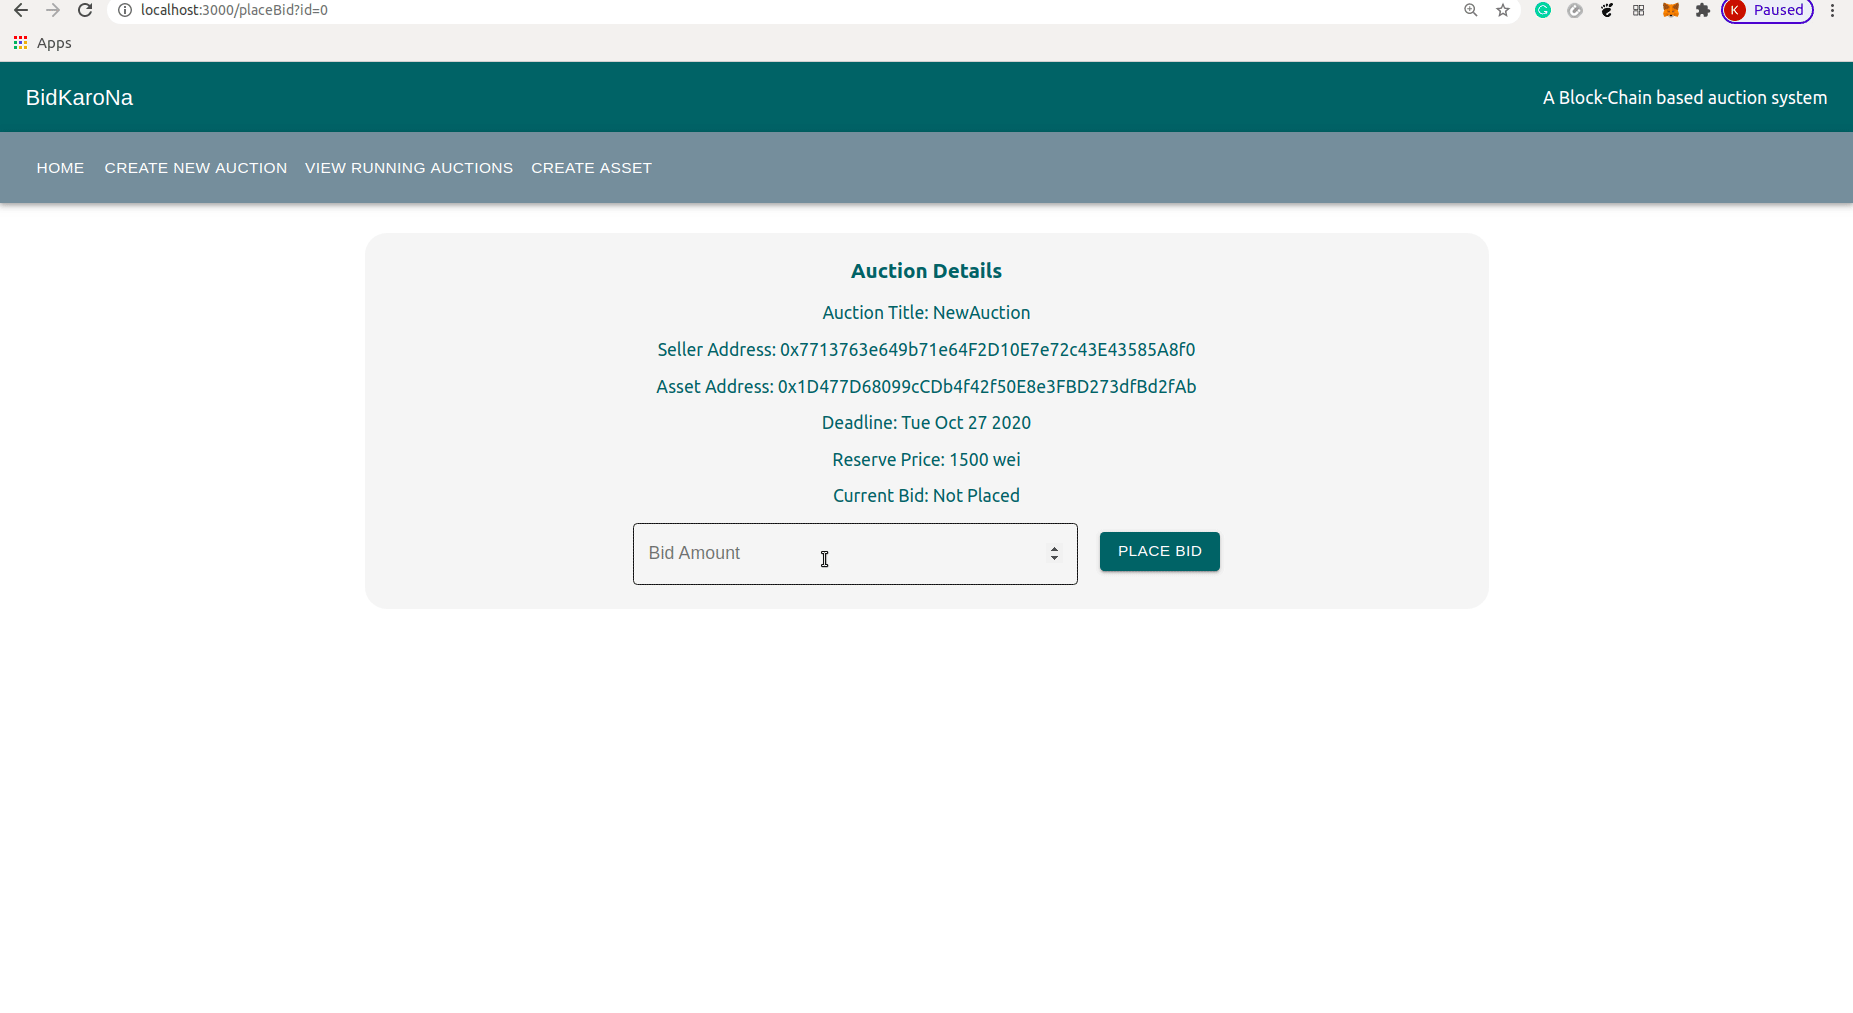 localhost:3000/placeBid?id=0
K Paused
Apps
BidKaroNa
A Block-Chain based auction system
HOME CREATE NEW AUCTION VIEW RUNNING AUCTIONS CREATE ASSET
Auction Details
Auction Title: NewAuction
Seller Address: 0x7713763e649b71e64F2D10E7e72c43E43585A8f0
Asset Address: 0x1D477D68099cCDb4f42f50E8e3FBD273dfBd2fAb
Deadline: Tue Oct 27 2020
Reserve Price: 1500 wei
Current Bid: Not Placed
Bid Amount
PLACE BID